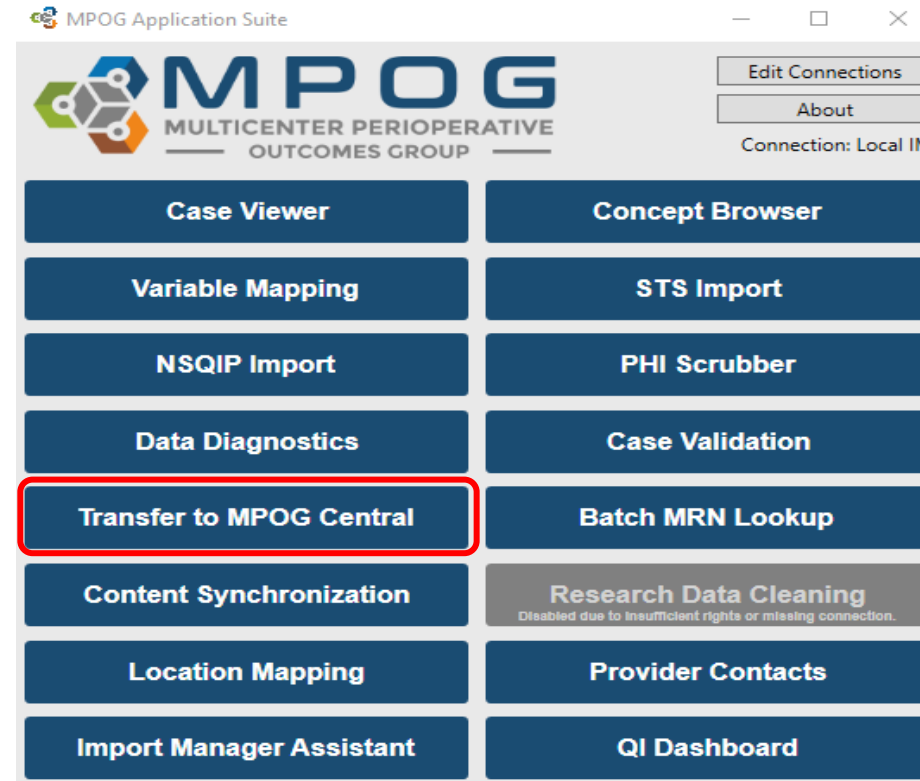 MPOG Application Suite
MPOG
MULTICENTER PERIOPERATIVE
OUTCOMES GROUP
Edit Connections
About
Connection: Local IM
Case Viewer
Concept Browser
Variable Mapping
STS Import
NSQIP Import
PHI Scrubber
Data Diagnostics
Case Validation
Transfer to MPOG Central
Batch MRN Lookup
Content Synchronization
Research Data Cleaning
Disabled due to insufficient rights or missing connection.
Location Mapping
Provider Contacts
Import Manager Assistant
QI Dashboard